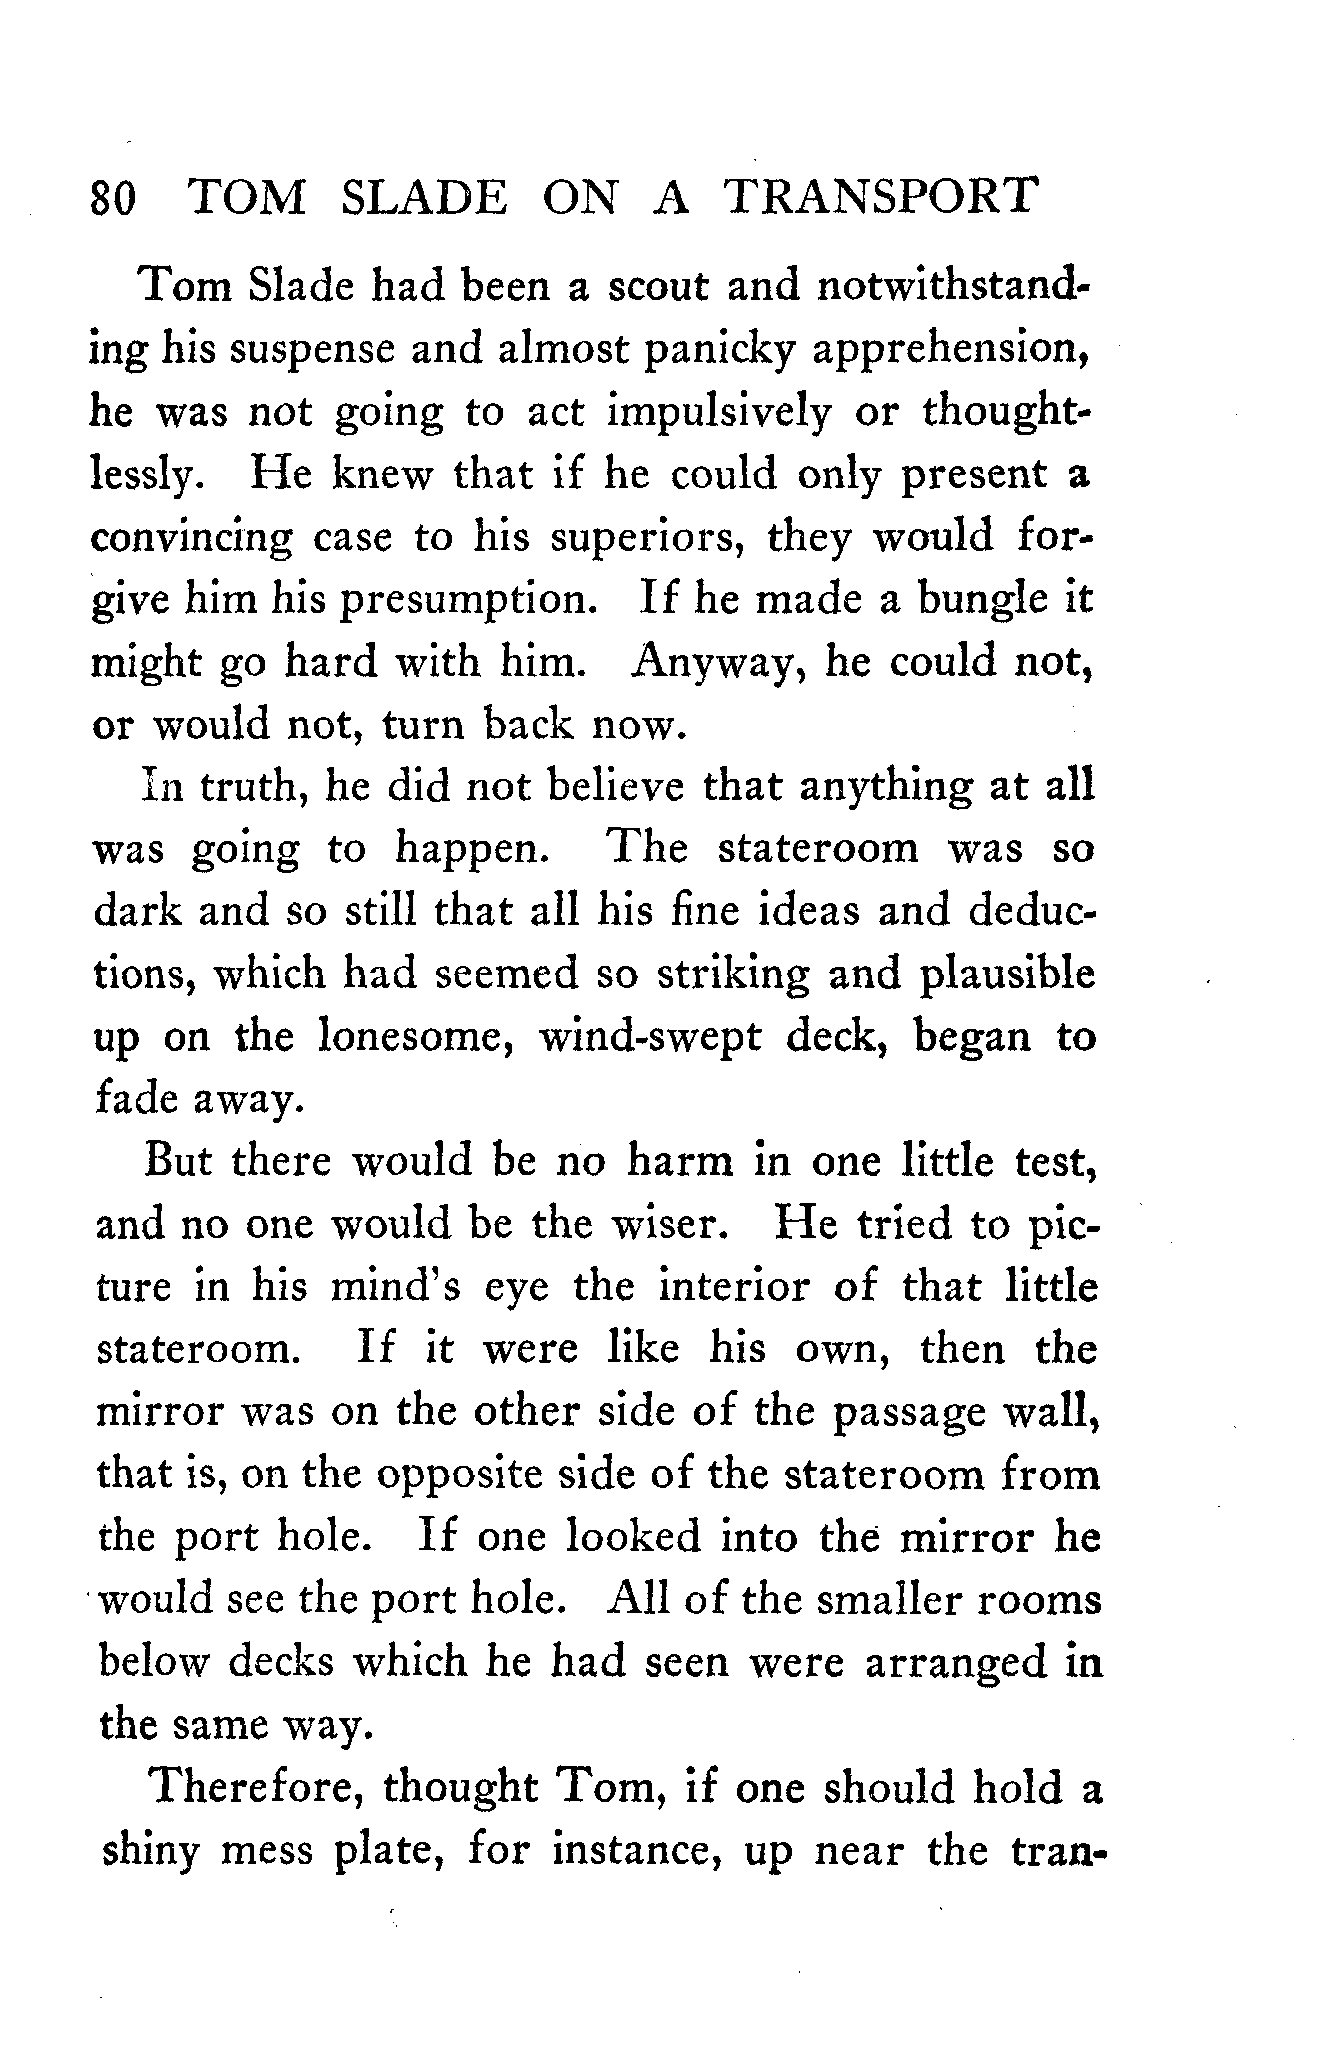 80 TOM SLADE ON A TRANSPORT
Tom Slade had been a scout and notwithstand-
ing his suspense and almost panicky apprehension,
he was not going to act impulsively or thought-
lessly. He knew that if he could only present a
convincing case to his superiors, they would for-
give him his presumption. If he made a bungle it
might go hard with him. Anyway, he could not,
or would not, turn back now.
In truth, he did not believe that anything at all
was going to happen. The stateroom was so
dark and so still that all his fine ideas and deduc-
tions, which had seemed so striking and plausible
up on the lonesome, wind-swept deck, began to
fade away.
But there would be no harm in one little test,
and no one would be the wiser. He tried to pic-
ture in his mind's eye the interior of that little
stateroom. If it were like his own, then the
mirror was on the other side of the passage wall,
that is, on the opposite side of the stateroom from
the port hole. If one looked into the mirror he
would see the port hole. All of the smaller rooms
below decks which he had seen were arranged in
the same way.
Therefore, thought Tom, if one should hold a
shiny mess plate, for instance, up near the tran-